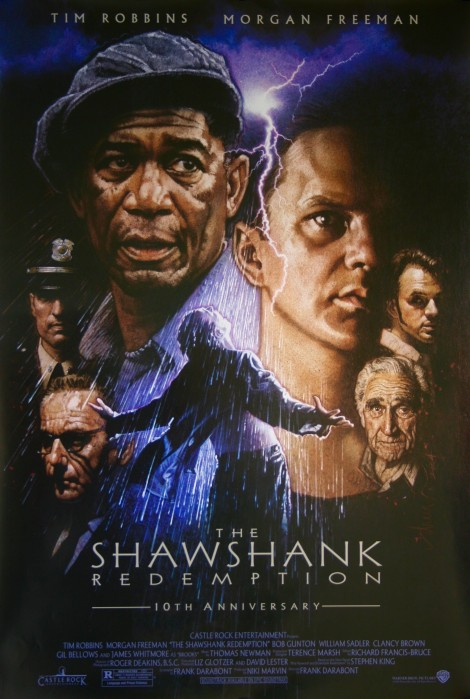 TIM ROBBINS MORGAN FREEMAN
THE
SHAWSHANK
REDEMPTION
10TH ANNIVERSARY
CASTLE ROCK ENTERTAINMENT
TIM ROBBINS MORGAN FREEMAN "THE SHAWSHANK REDEMPTION" BOB GUNTON WILLIAM SADLER CLANCY BROWN
GIL BELLOWS AND JAMES WHITMORE AS "BROOKS" THOMAS NEWMAN TERENCE MARSH RICHARD FRANCIS-BRUCE
ROGER DEAKINS, B.S.C. LIZ GLOTZER AND DAVID LESTER STEPHEN KING
FRANK DARABONT NIKI MARVIN FRANK DARABONT
CASTLE ROCK
R